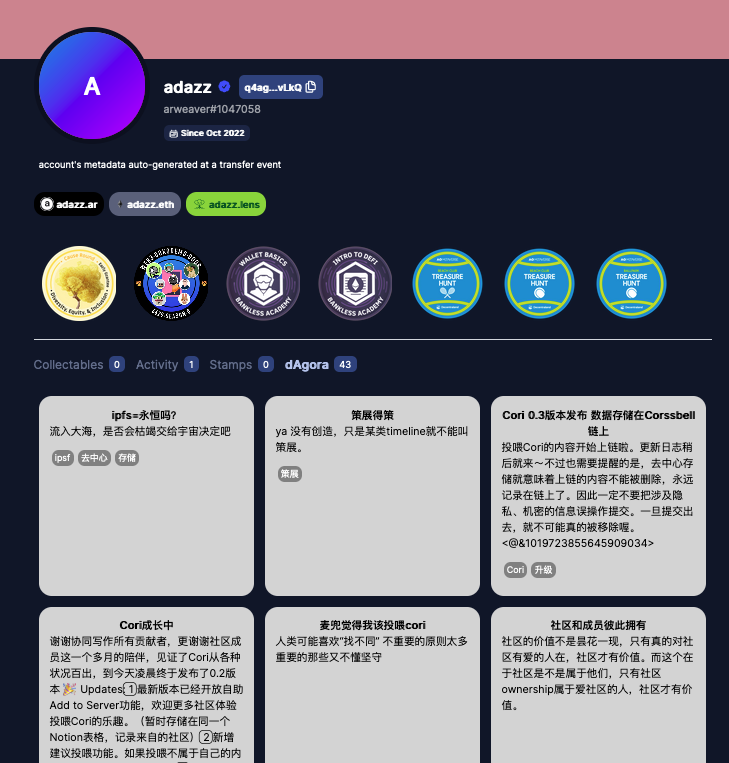 A
adazz
q4ag...vLkQ
arweaver#1047058
Since Oct 2022
account's metadata auto-generated at a transfer event
adazz.ar
adazz.eth
adazz.lens
Diversity, Equity, & Inclusion
WALLET BASICS
BANKLESS ACADEMY
INTRO TO DEFI
BANKLESS ACADEMY
TREASURE
HUNT
TREASURE
HUNT
TREASURE
HUNT
Collectables 0
Activity 1
Stamps 0
dAgora 43
ipfs=永恒吗?
流入大海，是否会枯竭交给宇宙决定吧
ipsf
去中心
存储
策展得策
ya 没有创造，只是某类timeline就不能叫
策展。
策展
Cori 0.3版本发布 数据存储在Corssbell
链上
投喂Cori的内容开始上链啦。更新日志稍
后就来～不过也需要提醒的是，去中心存
储就意味着上链的内容不能被删除，永远
记录在链上了。因此一定不要把涉及隐
私、机密的信息误操作提交。一旦提交出
去，就不可能真的被移除喔。
<@&1019723855645909034>
Cori
升级
Cori成长中
谢谢协同写作所有贡献者，更谢谢社区成
员这一个多月的陪伴，见证了Cori从各种
状况百出，到今天凌晨终于发布了0.2版
本🎉 Updates:1️⃣最新版本已经开放自助
Add to Server功能，欢迎更多社区体验
投喂Cori的乐趣。（暂时存储在同一个
Notion表格，记录来自的社区）2️⃣新增
建议投喂功能。如果投喂不属于自己的内
麦兜觉得我该投喂cori
人类可能喜欢“找不同” 不重要的原则太多
重要的那些又不懂坚守
社区和成员彼此拥有
社区的价值不是昙花一现，只有真的对社
区有爱的人在，社区才有价值。而这个在
于社区是不是属于他们，只有社区
ownership属于爱社区的人，社区才有价
值。